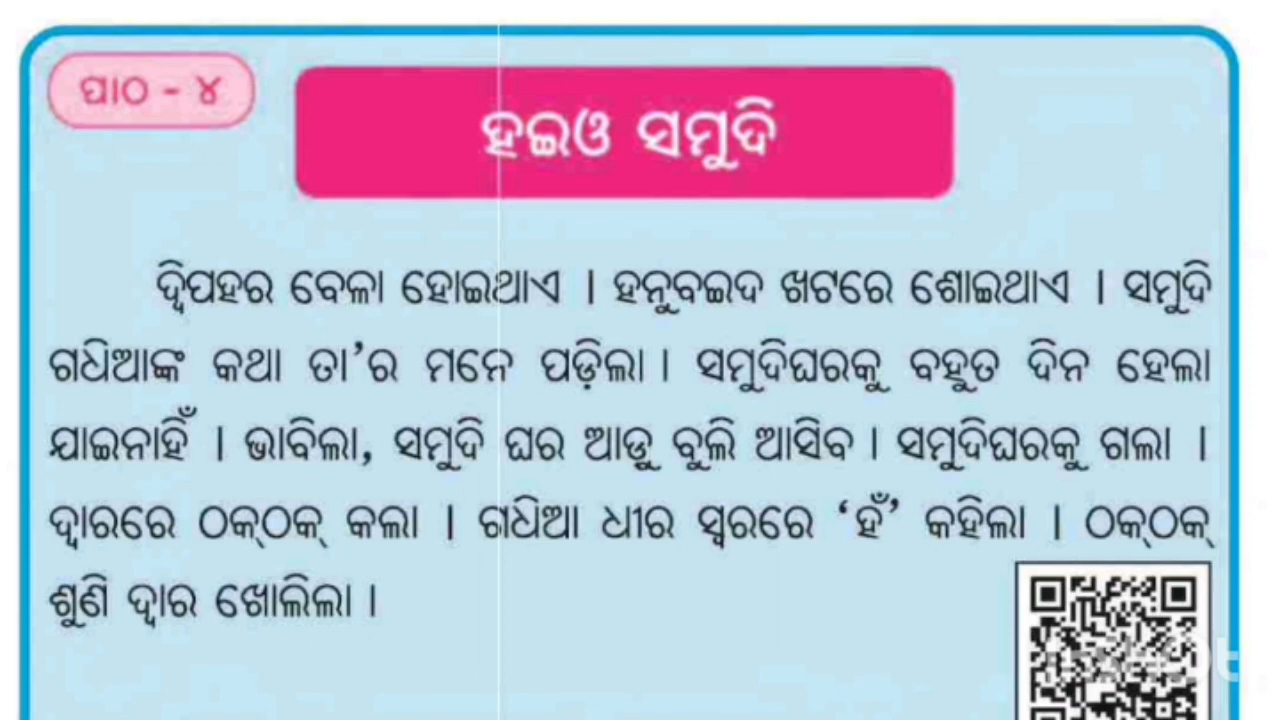 ପାଠ - ୪
ହଇଓ ସମୁଦି
ଦ୍ୱିପହର ବେଳା ହୋଇଥାଏ । ହନୁବଇଦ ଖଟରେ ଶୋଇଥାଏ । ସମୁଦି
ଗଧିଆଙ୍କ କଥା ତା’ର ମନେ ପଡ଼ିଲା । ସମୁଦିଘରକୁ ବହୁତ ଦିନ ହେଲା
ଯାଇନାହିଁ । ଭାବିଲା, ସମୁଦି ଘର ଆଡୁ ବୁଲି ଆସିବ । ସମୁଦିଘରକୁ ଗଲା ।
ଦ୍ୱାରରେ ଠକ୍‌ଠକ୍ କଲା । ଗଧିଆ ଧୀର ସ୍ୱରରେ ‘ହଁ’ କହିଲା । ଠକ୍‌ଠକ୍
ଶୁଣି ଦ୍ୱାର ଖୋଲିଲା ।